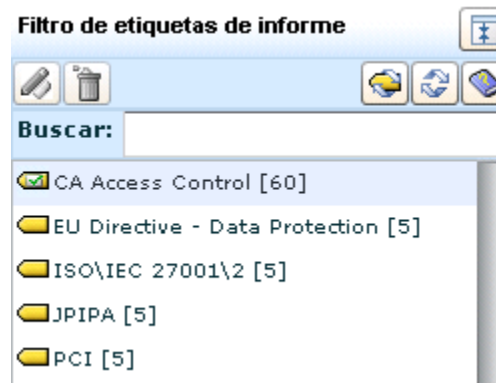 Filtro de etiquetas de informe
Buscar:
CA Access Control [60]
EU Directive - Data Protection [5]
ISO\IEC 27001\2 [5]
JPIPA [5]
PCI [5]